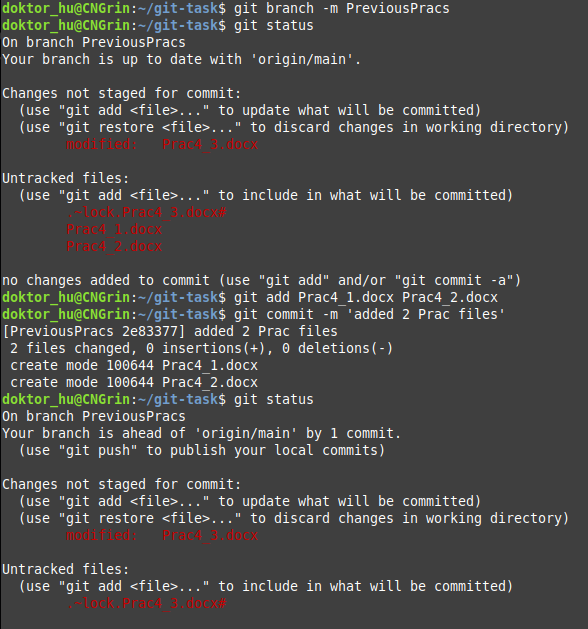 doktor_hu@CNGrin:~/git-task$ git branch -m PreviousPracs
doktor_hu@CNGrin:~/git-task$ git status
On branch PreviousPracs
Your branch is up to date with 'origin/main'.
Changes not staged for commit:
(use "git add <file>..." to update what will be committed)
(use "git restore <file>..." to discard changes in working directory)
modified: Prac4_3.docx
Untracked files:
(use "git add <file>..." to include in what will be committed)
.~lock.Prac4_3.docx#
Prac4_1.docx
Prac4_2.docx
no changes added to commit (use "git add" and/or "git commit -a")
doktor_hu@CNGrin:~/git-task$ git add Prac4_1.docx Prac4_2.docx
doktor_hu@CNGrin:~/git-task$ git commit -m 'added 2 Prac files'
[PreviousPracs 2e83377] added 2 Prac files
2 files changed, 0 insertions(+), 0 deletions(-)
create mode 100644 Prac4_1.docx
create mode 100644 Prac4_2.docx
doktor_hu@CNGrin:~/git-task$ git status
On branch PreviousPracs
Your branch is ahead of 'origin/main' by 1 commit.
(use "git push" to publish your local commits)
Changes not staged for commit:
(use "git add <file>..." to update what will be committed)
(use "git restore <file>..." to discard changes in working directory)
modified: Prac4_3.docx
Untracked files:
(use "git add <file>..." to include in what will be committed)
.~lock.Prac4_3.docx#